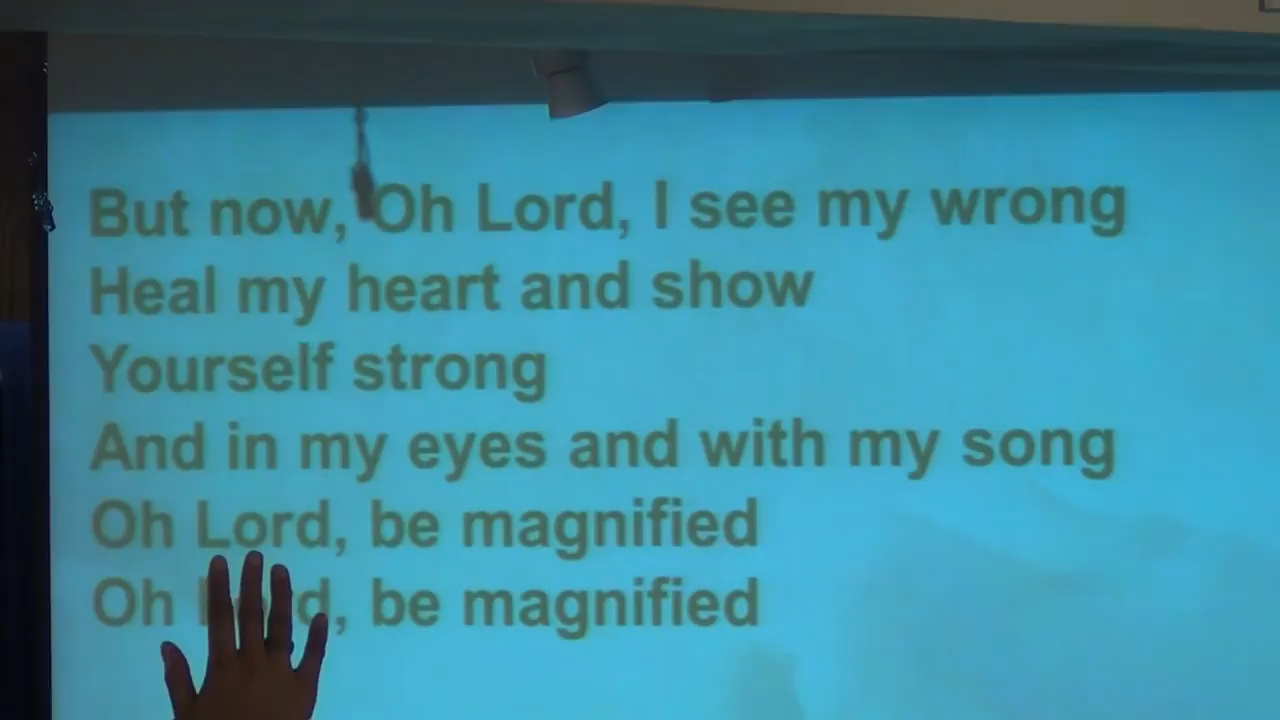 But now, Oh Lord, I see my wrong
Heal my heart and show
Yourself strong
And in my eyes and with my song
Oh Lord, be magnified
Oh Lord, be magnified